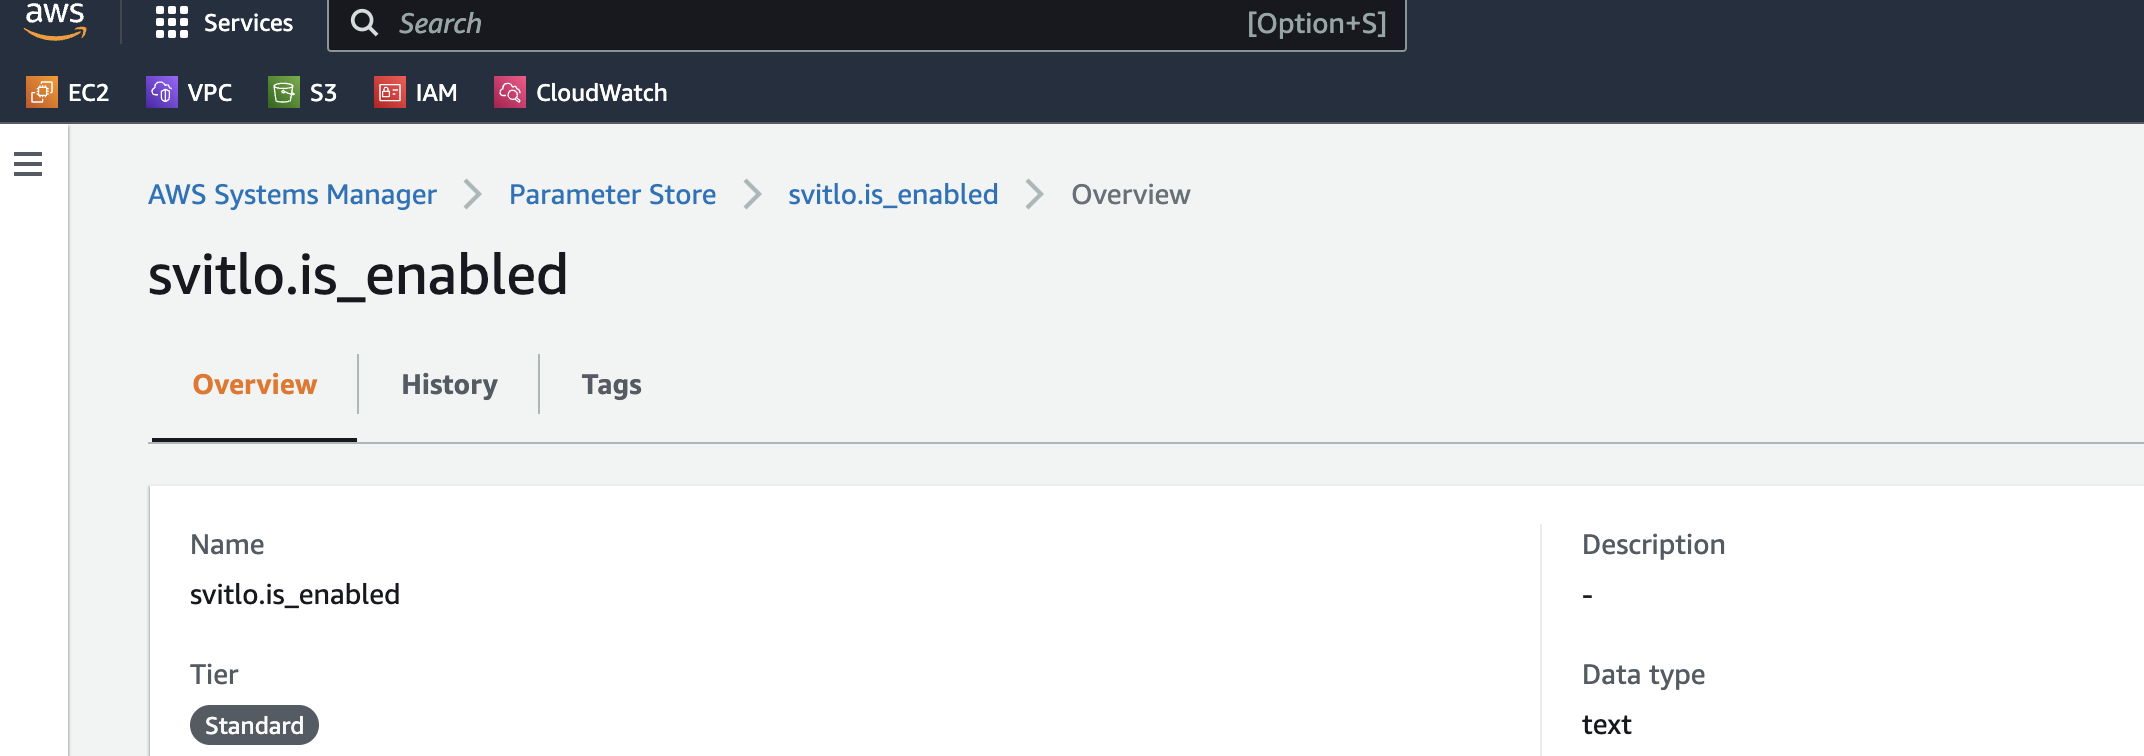 aws Services Search [Option+S]
EC2 VPC S3 IAM CloudWatch
AWS Systems Manager Parameter Store svitlo.is_enabled Overview
svitlo.is_enabled
Overview History Tags
Name
svitlo.is_enabled
Tier
Standard
Description
-
Data type
text